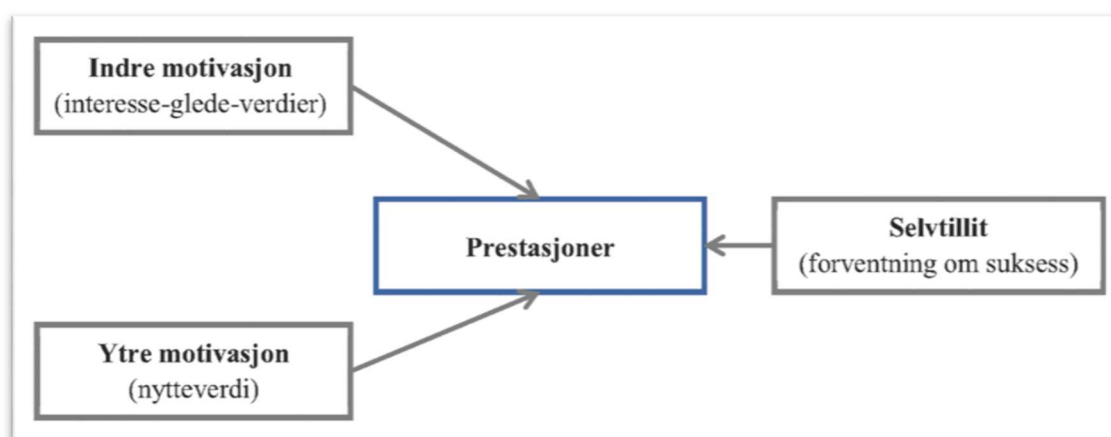 Indre motivasjon
(interesse-glede-verdier)
Prestasjoner
Selvtillit
(forventning om suksess)
Ytre motivasjon
(nytteverdi)